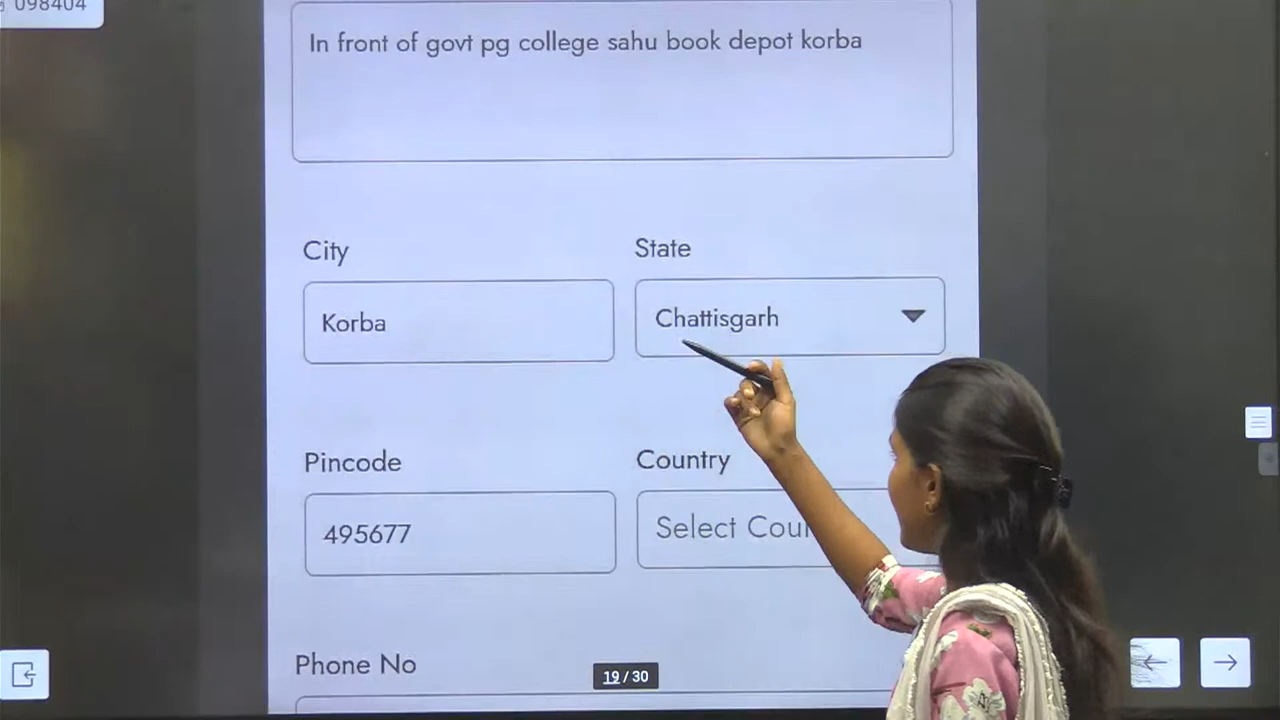 098404
In front of govt pg college sahu book depot korba
City
State
Korba
Chattisgarh
Pincode
Country
495677
Select
Phone No
19 / 30